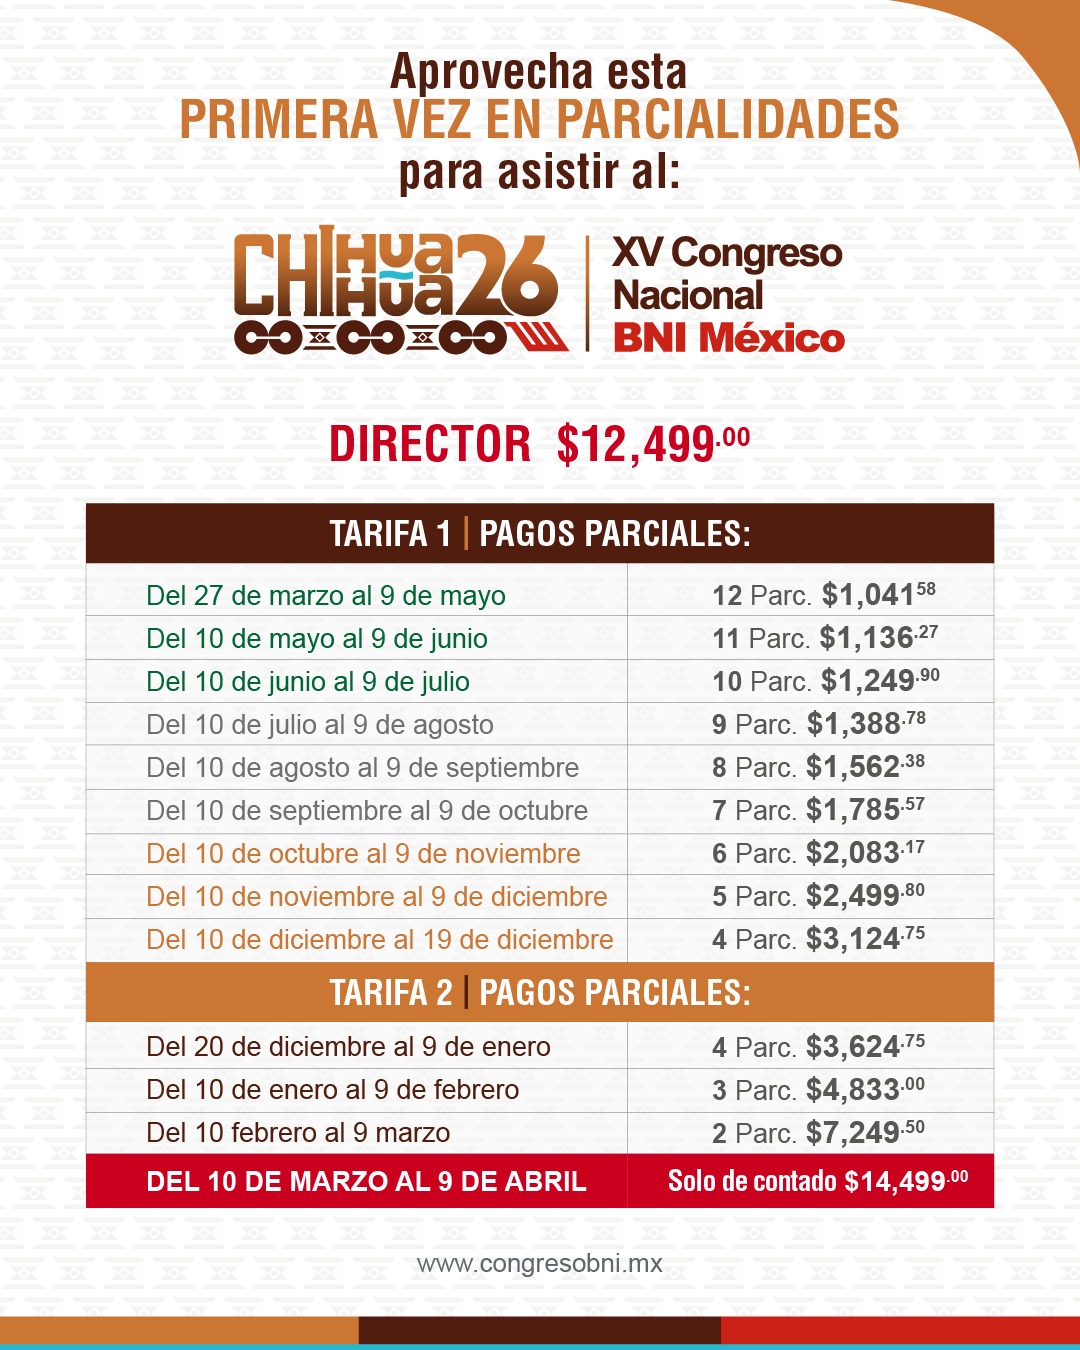 Aprovecha esta
PRIMERA VEZ EN PARCIALIDADES
para asistir al:
CHIHUAHUA26
XV Congreso
Nacional
BNI México
DIRECTOR $12,499.00
TARIFA 1 | PAGOS PARCIALES:
Del 27 de marzo al 9 de mayo 12 Parc. $1,04158
Del 10 de mayo al 9 de junio 11 Parc. $1,136.27
Del 10 de junio al 9 de julio 10 Parc. $1,249.90
Del 10 de julio al 9 de agosto 9 Parc. $1,388.78
Del 10 de agosto al 9 de septiembre 8 Parc. $1,562.38
Del 10 de septiembre al 9 de octubre 7 Parc. $1,785.57
Del 10 de octubre al 9 de noviembre 6 Parc. $2,083.17
Del 10 de noviembre al 9 de diciembre 5 Parc. $2,499.80
Del 10 de diciembre al 19 de diciembre 4 Parc. $3,124.75
TARIFA 2 | PAGOS PARCIALES:
Del 20 de diciembre al 9 de enero 4 Parc. $3,624.75
Del 10 de enero al 9 de febrero 3 Parc. $4,833.00
Del 10 febrero al 9 marzo 2 Parc. $7,249.50
DEL 10 DE MARZO AL 9 DE ABRIL Solo de contado $14,499.00
www.congresobni.mx